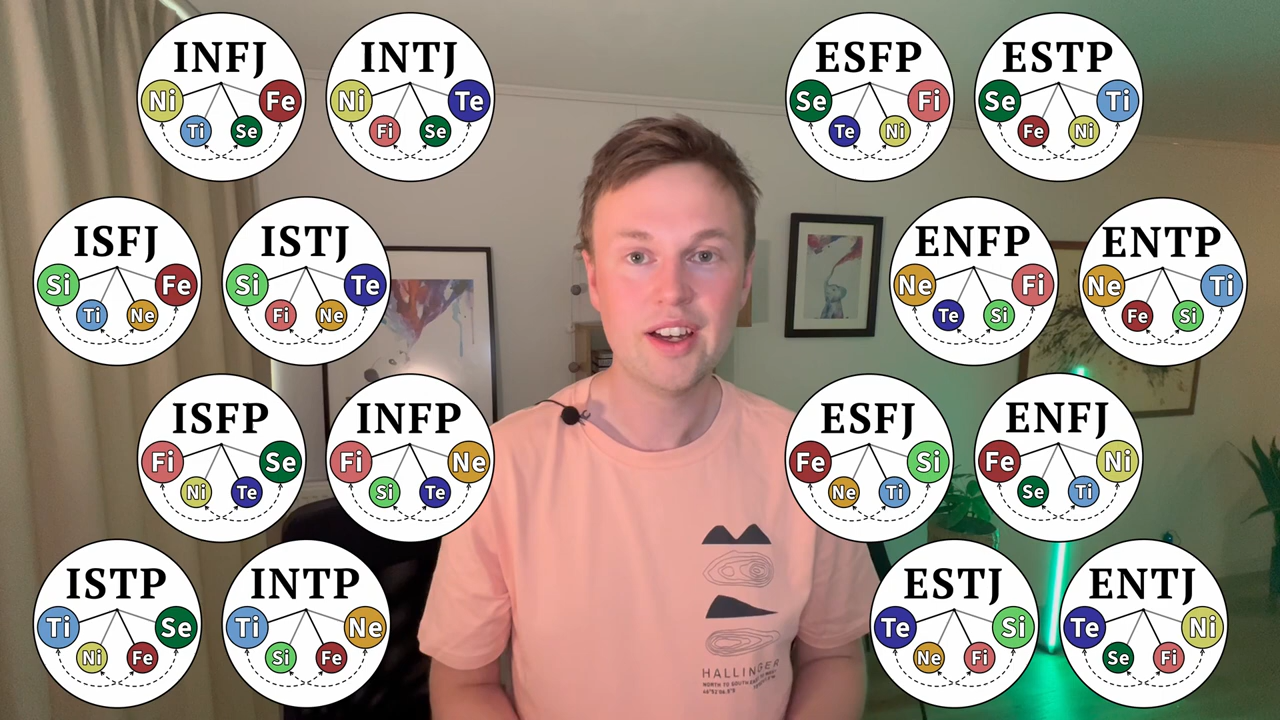 INFJ
Ni Fe
Ti Se
INTJ
Ni Te
Fi Se
ESFP
Se Fi
Te Ni
ESTP
Se Ti
Fe Ni
ISFJ
Si Fe
Ti Ne
ISTJ
Si Te
Fi Ne
ENFP
Ne Fi
Te Si
ENTP
Ne Ti
Fe Si
ISFP
Fi Se
Ni Te
INFP
Fi Ne
Si Te
ESFJ
Fe Si
Ne Ti
ENFJ
Fe Ni
Se Ti
ISTP
Ti Se
Ni Fe
INTP
Ti Ne
Si Fe
ESTJ
Te Si
Ne Fi
ENTJ
Te Ni
Se Fi
HALLINGER
NORTH TO SOUTH